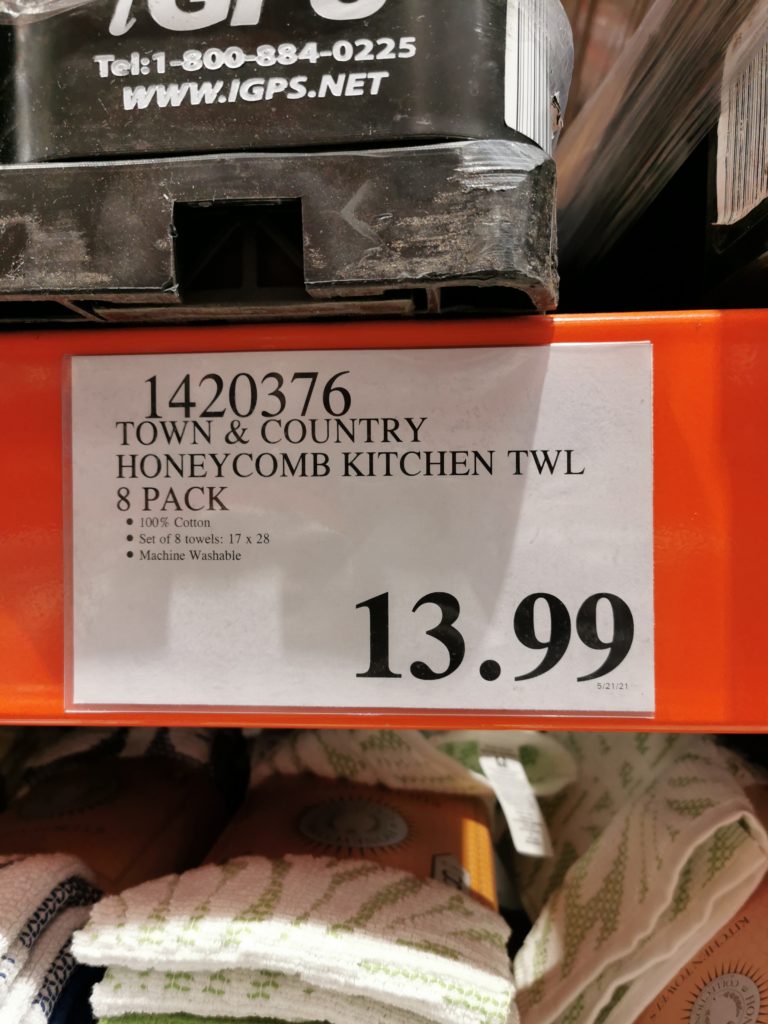 iGPS
Tel:1-800-884-0225
WWW.IGPS.NET
1420376
TOWN & COUNTRY
HONEYCOMB KITCHEN TWL
8 PACK
• 100% Cotton
• Set of 8 towels: 17 x 28
• Machine Washable
13.99
5/21/21